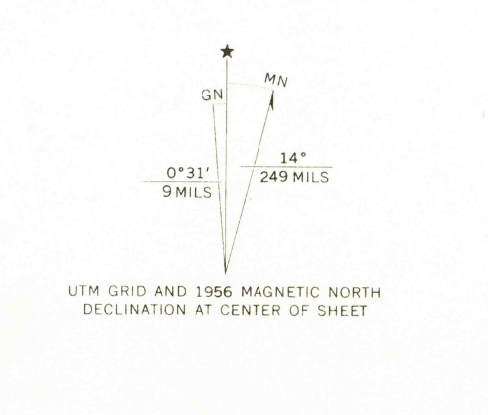 ★
MN
GN
14°
249 MILS
0°31'
9 MILS
UTM GRID AND 1956 MAGNETIC NORTH
DECLINATION AT CENTER OF SHEET